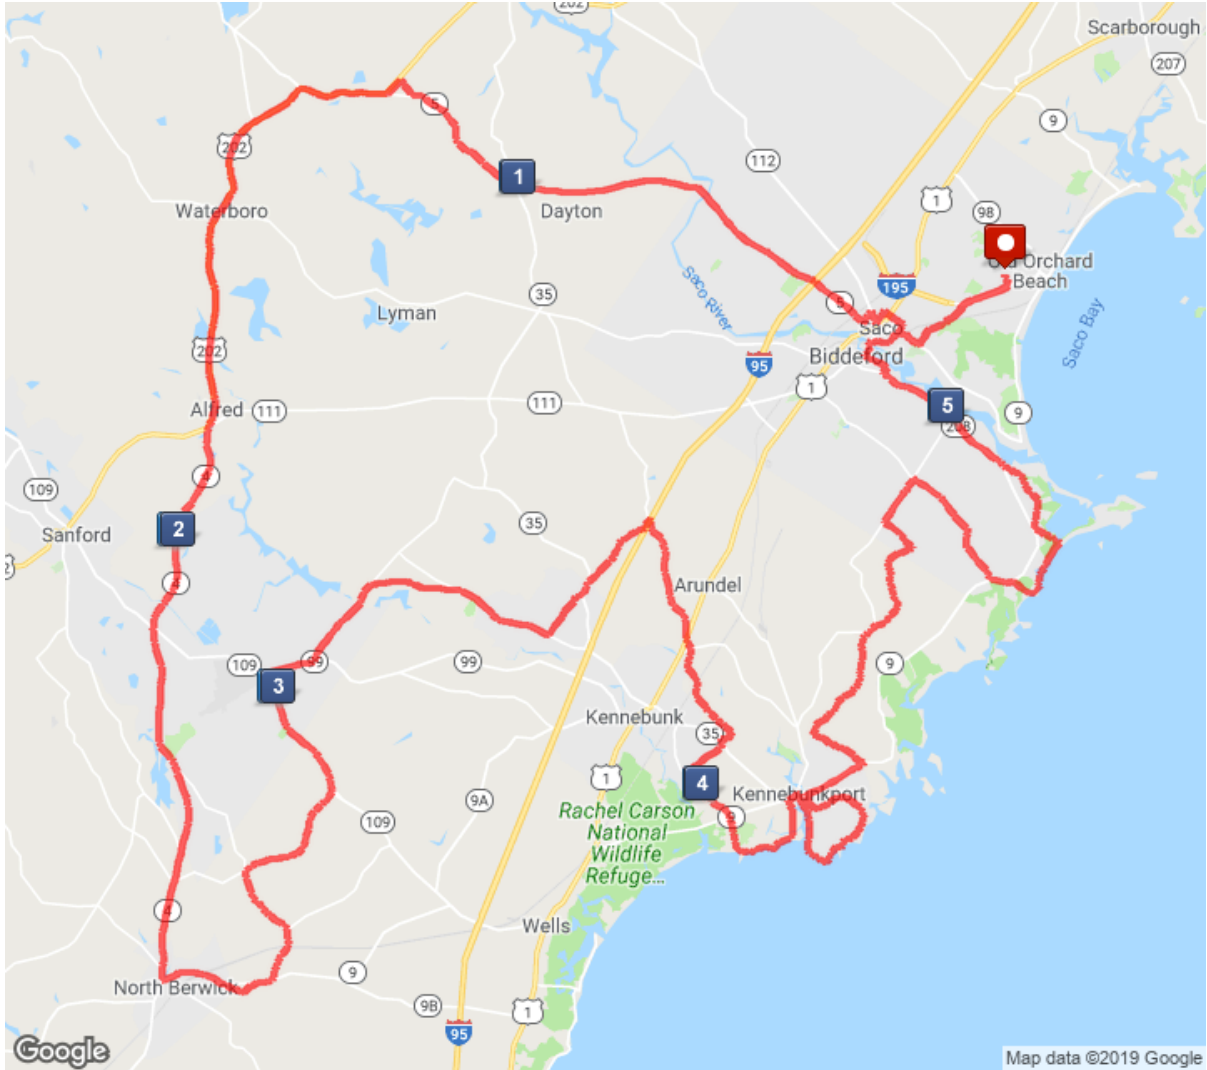 202
Scarborough
207
9
5
112
202
1
1
98
Waterboro
Dayton
Old Orchard
Beach
Saco River
195
35
5
Lyman
Saco
Saco Bay
202
Biddeford
95
1
Alfred
111
111
5
9
208
4
109
2
35
Sanford
4
Arundel
109
99
99
9
3
Kennebunk
35
1
4
Kennebunkport
9A
Rachel Carson
National
Wildlife
Refuge...
9
109
4
Wells
9
North Berwick
9B
1
95
Google
Map data ©2019 Google